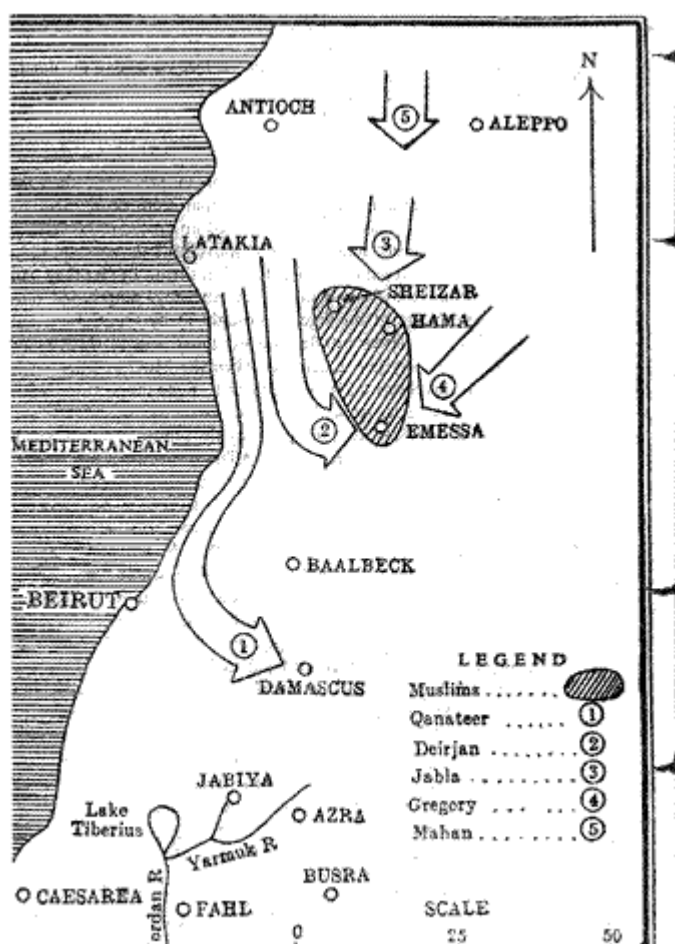 N
ANTIOCH
5
ALEPPO
LATAKIA
3
SHEIZAR
HAMA
4
2
EMESSA
MEDITERRANEAN
SEA
BAALBECK
BEIRUT
1
DAMASCUS
LEGEND
Muslims .......
Qanateer ...... 1
Deirjan ........ 2
Jabla ......... 3
Gregory ... .... 4
Mahan ........ 5
JABIYA
Lake
Tiberius
AZRA
Yarmuk R
BUSRA
CAESAREA
ordan R
FAHL
SCALE
0 25 50